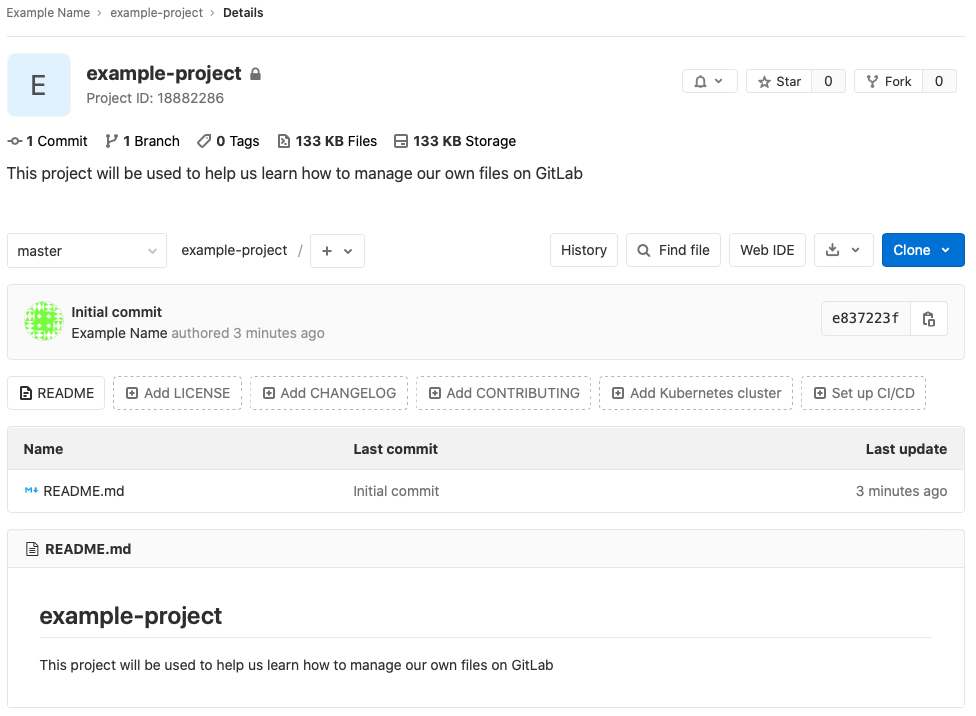 Example Name › example-project › Details
E
example-project
Project ID: 18882286
Star 0 Fork 0
1 Commit 1 Branch 0 Tags 133 KB Files 133 KB Storage
This project will be used to help us learn how to manage our own files on GitLab
master example-project / + History Find file Web IDE Clone
Initial commit
Example Name authored 3 minutes ago
e837223f
README Add LICENSE Add CHANGELOG Add CONTRIBUTING Add Kubernetes cluster Set up CI/CD
Name Last commit Last update
README.md Initial commit 3 minutes ago
README.md
example-project
This project will be used to help us learn how to manage our own files on GitLab